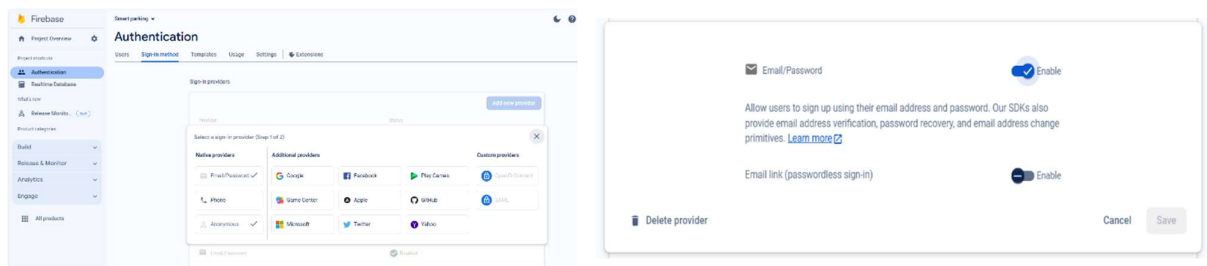 Firebase
Smart parking
Project Overview
Authentication
Users Sign-in method Templates Usage Settings Extensions
Project shortcuts
Authentication
Realtime Database
What's new
Release Monito...
Product categories
Build
Release & Monitor
Analytics
Engage
All products
Sign-in providers
Add new provider
Provider Status
Select a sign-in provider (Step 1 of 2)
Native providers Additional providers Custom providers
Email/Password Google Facebook Play Games OpenID Connect
Phone Game Center Apple GitHub SAML
Anonymous Microsoft Twitter Yahoo
Email/Password Enabled
Email/Password Enable
Allow users to sign up using their email address and password. Our SDKs also
provide email address verification, password recovery, and email address change
primitives. Learn more
Email link (passwordless sign-in) Enable
Delete provider Cancel Save